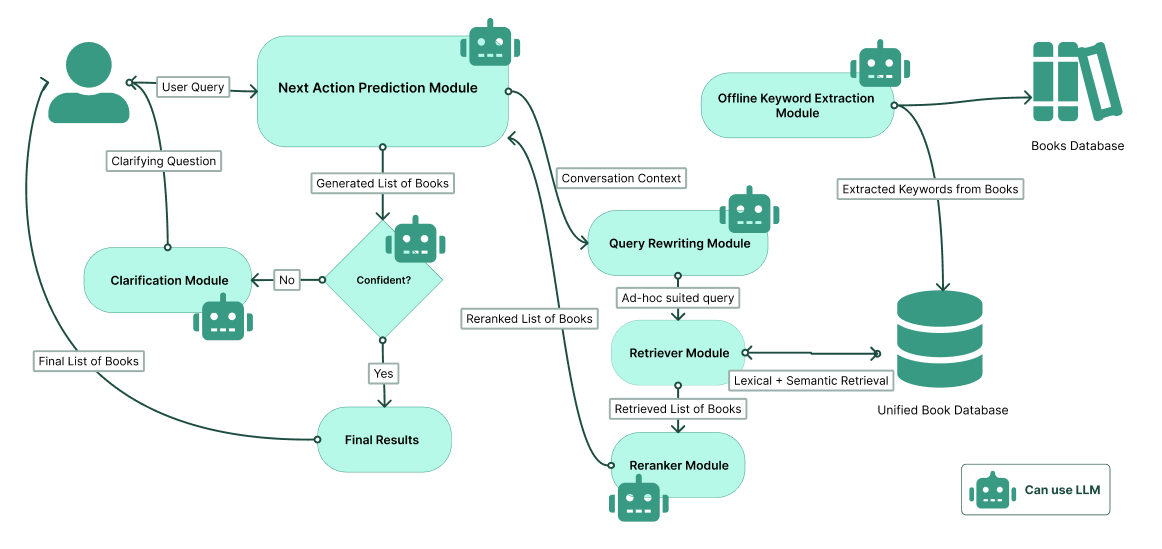 Next Action Prediction Module
User Query
Offline Keyword Extraction
Module
Books Database
Clarifying Question
Generated List of Books
Conversation Context
Extracted Keywords from Books
Query Rewriting Module
Clarification Module
No
Confident?
Ad-hoc suited query
Reranked List of Books
Retriever Module
Final List of Books
Yes
Lexical + Semantic Retrieval
Retrieved List of Books
Unified Book Database
Final Results
Reranker Module
Can use LLM